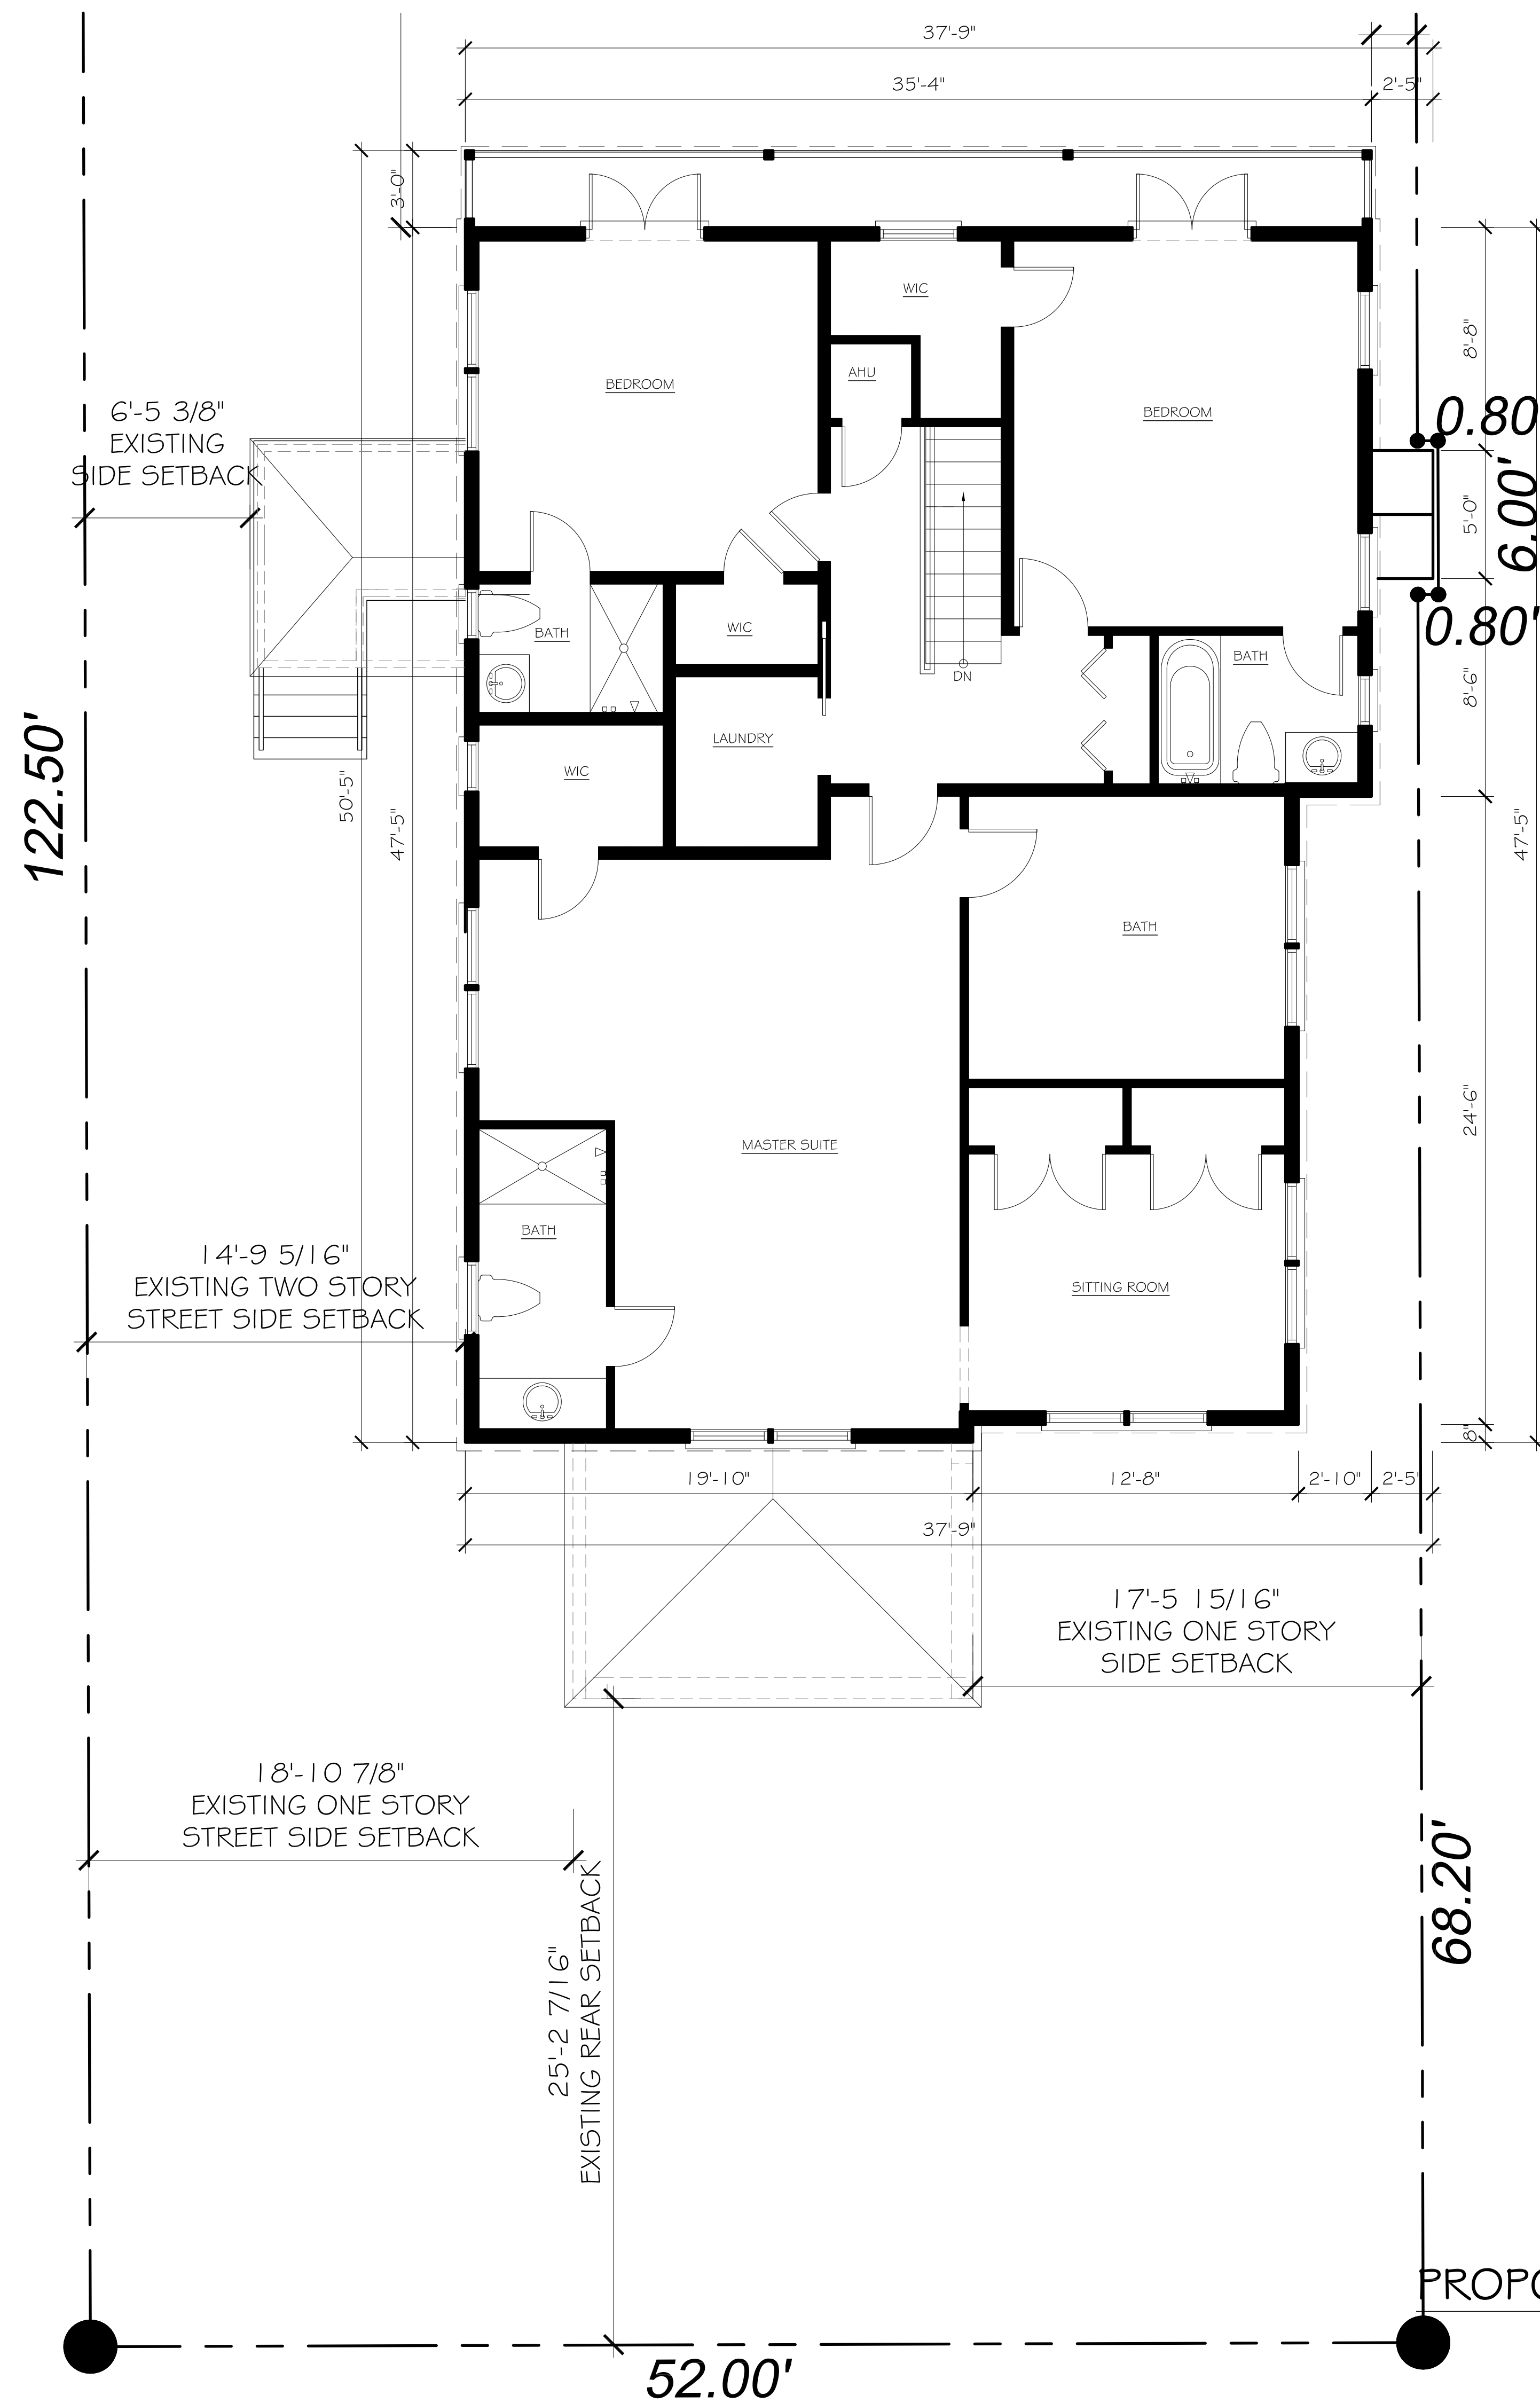 37'-9"
35'-4"
2'-5"
3'-0"
WIC
AHU
BEDROOM
BEDROOM
8'-8"
6'-5 3/8"
EXISTING
SIDE SETBACK
0.80
5'-0"
6.00'
0.80'
BATH
WIC
BATH
DN
8'-6"
LAUNDRY
WIC
122.50'
50'-5"
47'-5"
47'-5"
BATH
24'-6"
MASTER SUITE
BATH
14'-9 5/16"
EXISTING TWO STORY
STREET SIDE SETBACK
SITTING ROOM
8"
19'-10"
12'-8"
2'-10"
2'-5"
37'-9"
17'-5 15/16"
EXISTING ONE STORY
SIDE SETBACK
18'-10 7/8"
EXISTING ONE STORY
STREET SIDE SETBACK
25'-2 7/16"
EXISTING REAR SETBACK
68.20'
PROPO
52.00'